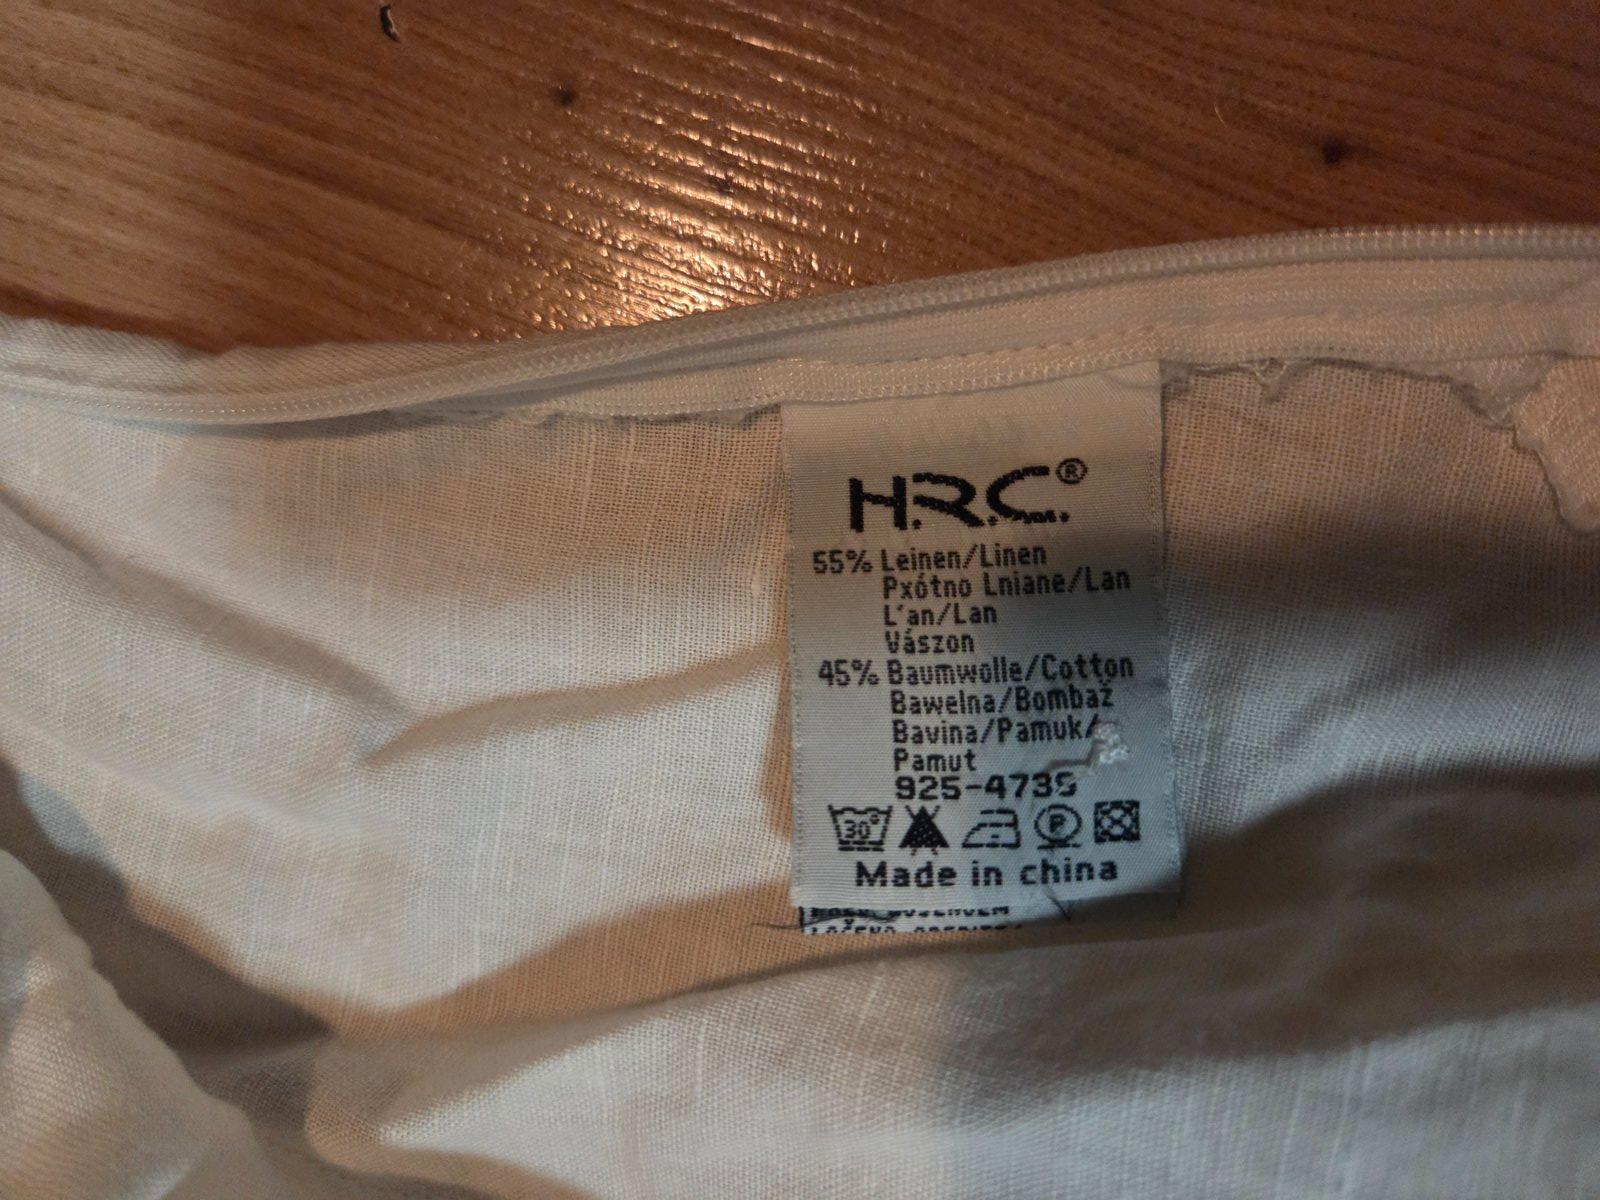 H.R.C.®
55% Leinen/Linen
Pxótno Lniane/Lan
L'an/Lan
Vászon
45% Baumwolle/Cotton
Bawełna/Bombaž
Bavina/Pamuk/
Pamut
925-4739
30°
P
Made in china